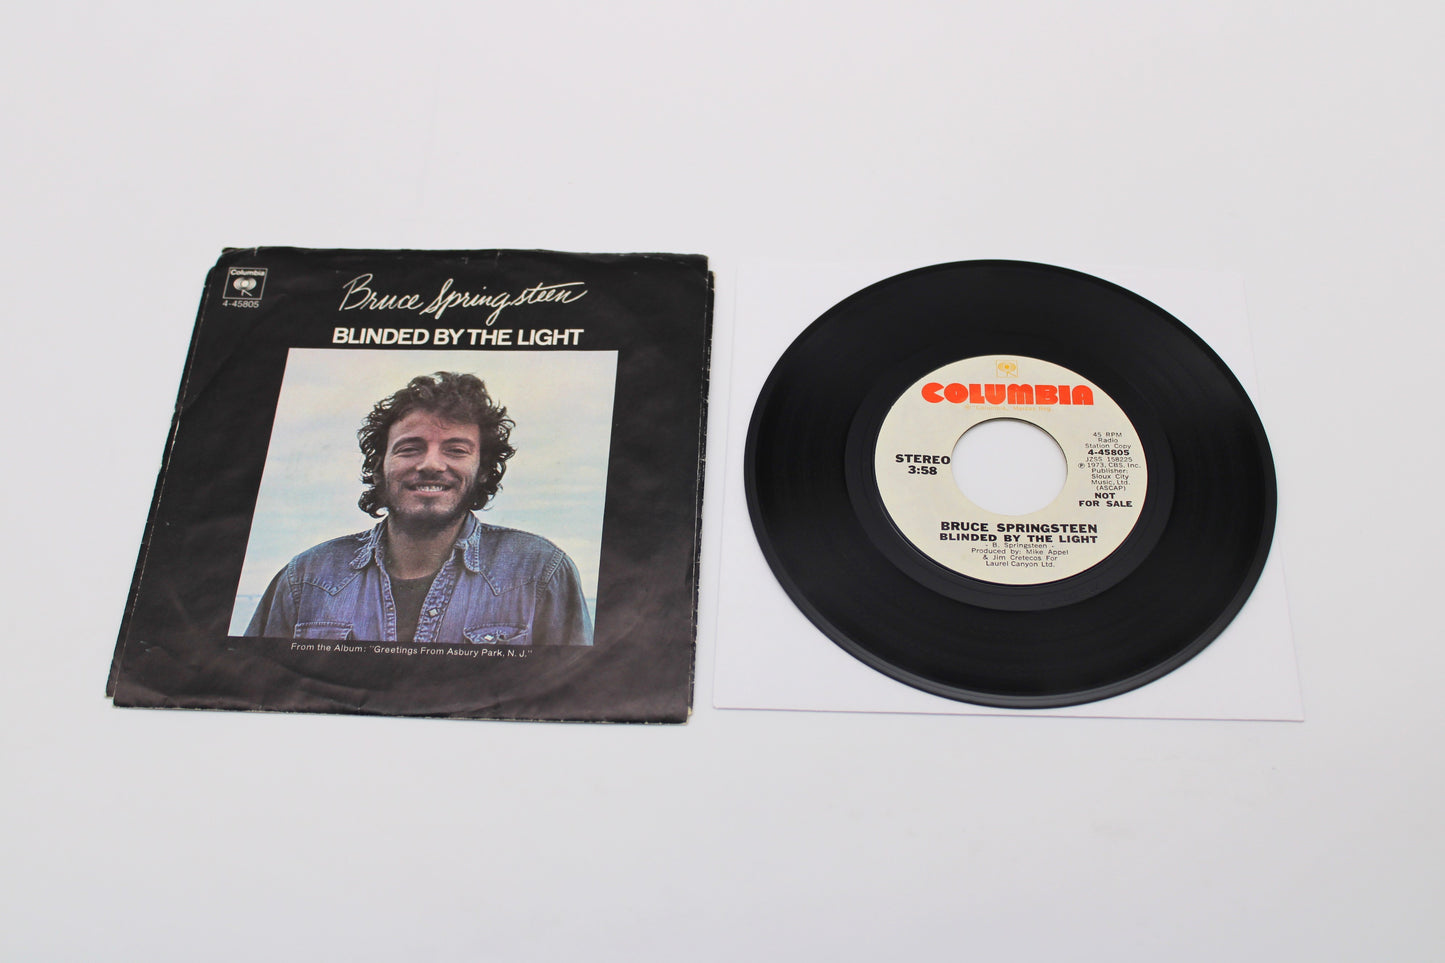 Columbia
4-45805
Bruce Springsteen
BLINDED BY THE LIGHT
From the Album: "Greetings From Asbury Park, N. J."
COLUMBIA
45 RPM
Radio
Station Copy
4-45805
JZSS 158225
Ⓟ 1973, CBS, Inc.
Publisher:
Sioux City
Music, Ltd.
(ASCAP)
NOT
FOR SALE
STEREO
3:58
BRUCE SPRINGSTEEN
BLINDED BY THE LIGHT
- B. Springsteen -
Produced by: Mike Appel
& Jim Cretecos For
Laurel Canyon Ltd.